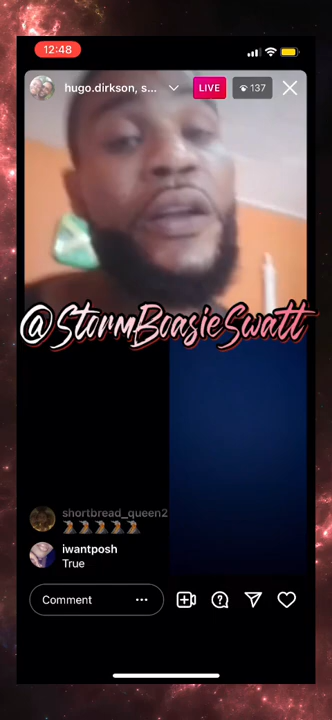 12:48
hugo.dirkson, s...
LIVE
137
@StormBoasieSwatt
shortbread_queen2
iwantposh
True
Comment